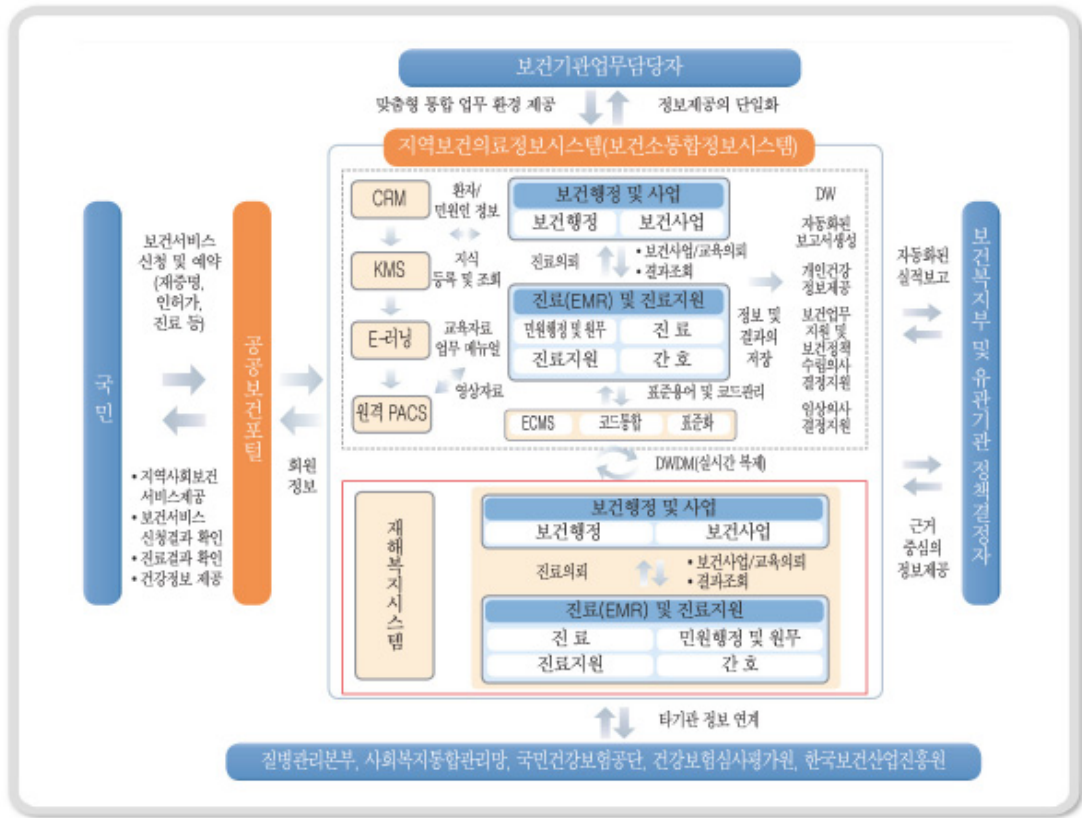 보건기관업무담당자
맞춤형 통합 업무 환경 제공
정보제공의 단일화
지역보건의료정보시스템(보건소통합정보시스템)
국민
보건서비스
신청 및 예약
(재증명,
인허가,
진료 등)
• 지역사회보건
서비스제공
• 보건서비스
신청결과 확인
• 진료결과 확인
• 건강정보 제공
공공보건포털
회원
정보
CRM
KMS
E-러닝
원격 PACS
환자/
민원인 정보
지식
등록 및 조회
교육자료
업무 메뉴얼
영상자료
보건행정 및 사업
보건행정
보건사업
진료의뢰
• 보건사업/교육의뢰
• 결과조회
진료(EMR) 및 진료지원
민원행정 및 원무
진 료
진료지원
간 호
표준용어 및 코드관리
ECMS
코드통합
표준화
정보 및
결과의
저장
DW
자동화된
보고서생성
개인건강
정보제공
보건업무
지원 및
보건정책
수립의사
결정지원
임상의사
결정지원
DWDM(실시간 복제)
재해복지시스템
보건행정 및 사업
보건행정
보건사업
진료의뢰
• 보건사업/교육의뢰
• 결과조회
진료(EMR) 및 진료지원
진 료
민원행정 및 원무
진료지원
간 호
자동화된
실적보고
근거
중심의
정보제공
보건복지부 및 유관기관 정책결정자
타기관 정보 연계
질병관리본부, 사회복지통합관리망, 국민건강보험공단, 건강보험심사평가원, 한국보건산업진흥원